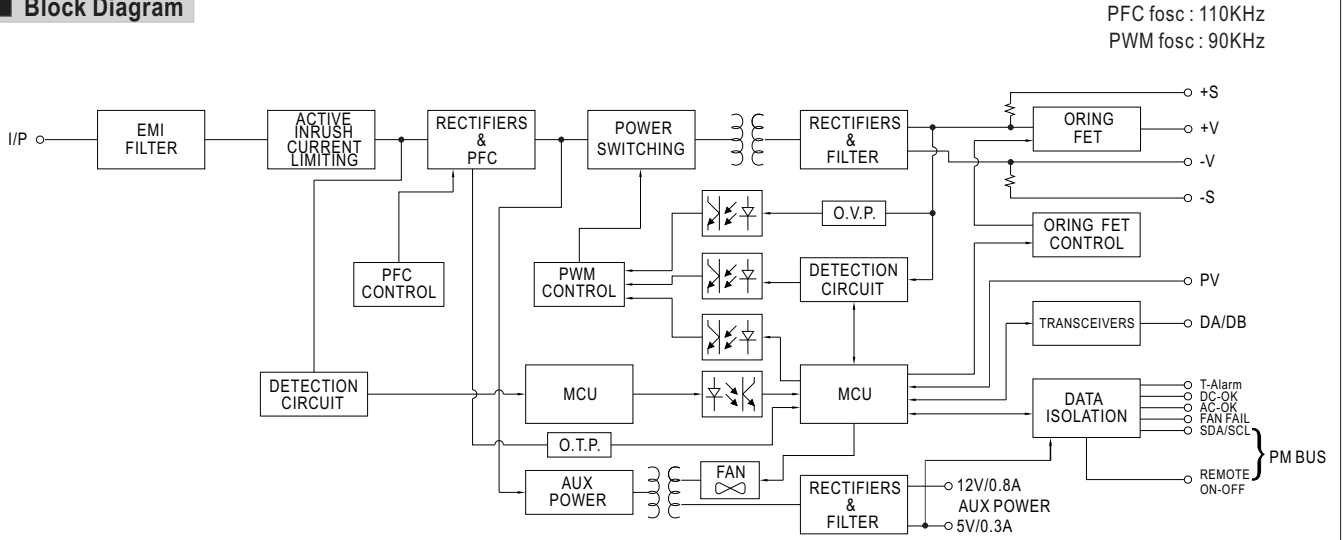 Block Diagram
PFC fosc : 110KHz
PWM fosc : 90KHz
I/P
EMI
FILTER
ACTIVE
INRUSH
CURRENT
LIMITING
RECTIFIERS
&
PFC
POWER
SWITCHING
RECTIFIERS
&
FILTER
ORING
FET
+S
+V
-V
-S
O.V.P.
ORING FET
CONTROL
PFC
CONTROL
PWM
CONTROL
DETECTION
CIRCUIT
PV
TRANSCEIVERS
DA/DB
DETECTION
CIRCUIT
MCU
MCU
DATA
ISOLATION
T-Alarm
DC-OK
AC-OK
FAN FAIL
SDA/SCL
PM BUS
REMOTE
ON-OFF
O.T.P.
AUX
POWER
FAN
RECTIFIERS
&
FILTER
12V/0.8A
AUX POWER
5V/0.3A